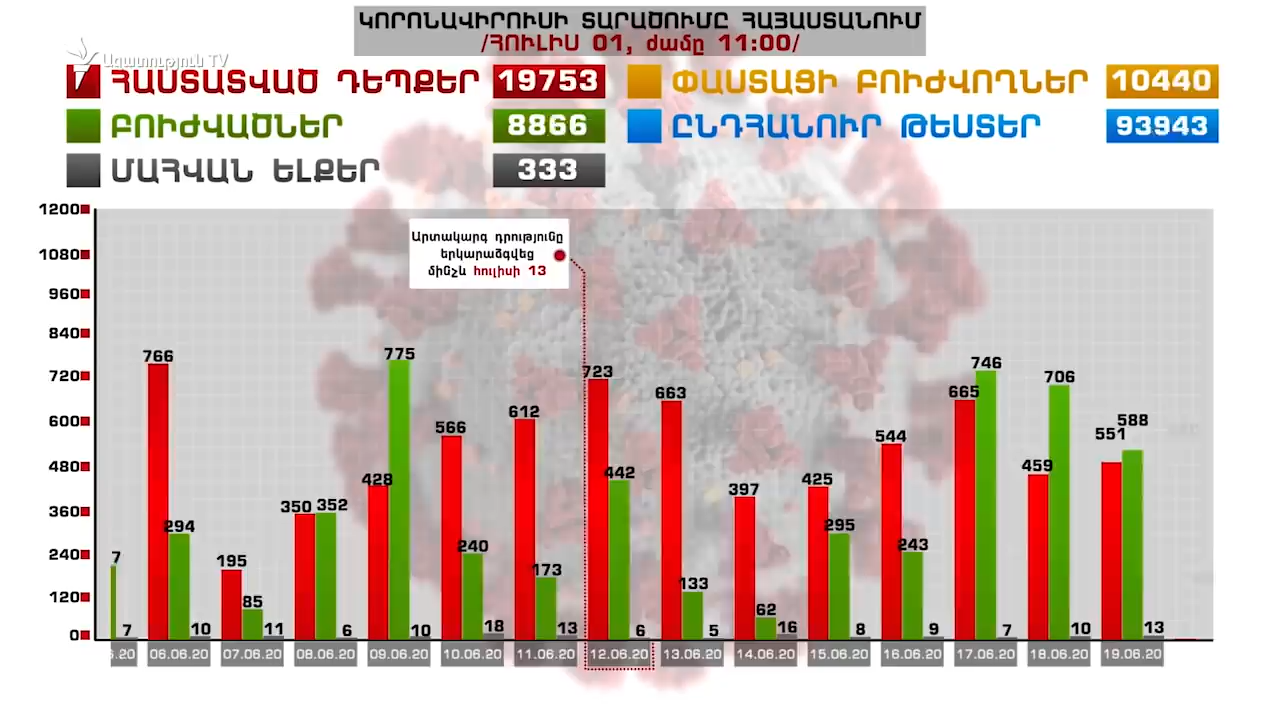 ԿՈՐՈՆԱՎԻՐՈՒՍԻ ՏԱՐԱԾՈՒՄԸ ՀԱՅԱՍՏԱՆՈՒՄ
/ՀՈՒԼԻՍ 01, ժամը 11:00/
Ազատություն TV
ՀԱՍՏԱՏՎԱԾ ԴԵՊՔԵՐ 19753
ՓԱՍՏԱՑԻ ԲՈՒԺՎՈՂՆԵՐ 10440
ԲՈՒԺՎԱԾՆԵՐ 8866
ԸՆԴՀԱՆՈՒՐ ԹԵՍՏԵՐ 93943
ՄԱՀՎԱՆ ԵԼՔԵՐ 333
Արտակարգ դրությունը
երկարաձգվեց
մինչև հուլիսի 13
1200
1080
960
840
720
600
480
360
240
120
0
7 7
766 294 10
195 85 11
350 352 6
428 775 10
566 240 18
612 173 13
723 442 6
663 133 5
397 62 16
425 295 8
544 243 9
665 746 7
459 706 10
551 588 13
6.20 06.06.20 07.06.20 08.06.20 09.06.20 10.06.20 11.06.20 12.06.20 13.06.20 14.06.20 15.06.20 16.06.20 17.06.20 18.06.20 19.06.20